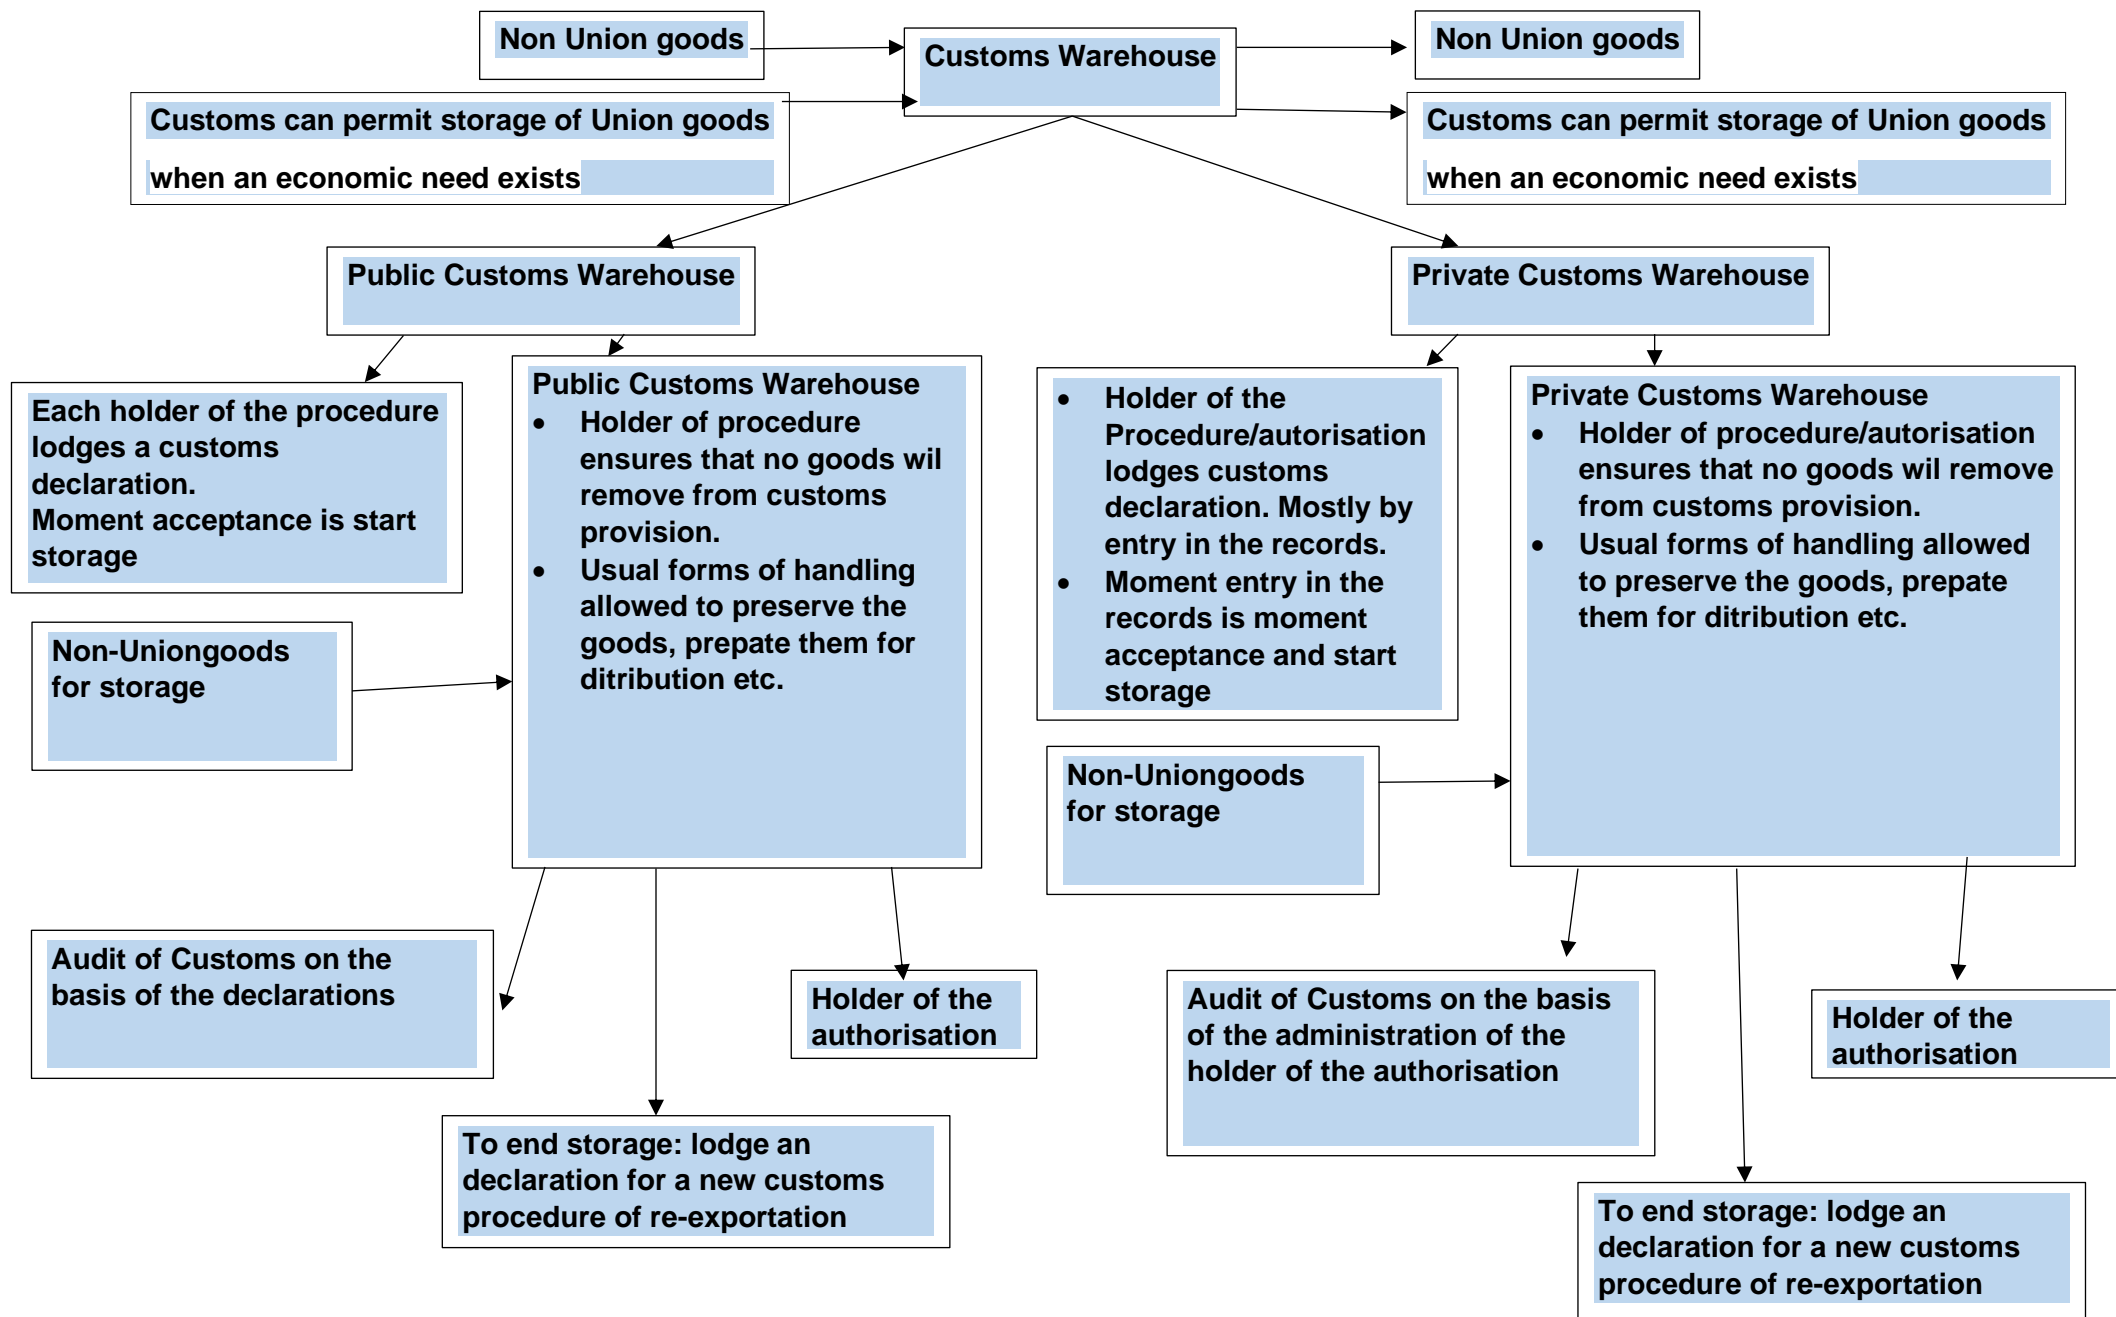 Non Union goods
Customs Warehouse
Non Union goods
Customs can permit storage of Union goods
when an economic need exists
Customs can permit storage of Union goods
when an economic need exists
Public Customs Warehouse
Private Customs Warehouse
Each holder of the procedure
lodges a customs
declaration.
Moment acceptance is start
storage
Public Customs Warehouse
• Holder of procedure
ensures that no goods wil
remove from customs
provision.
• Usual forms of handling
allowed to preserve the
goods, prepate them for
ditribution etc.
• Holder of the
Procedure/autorisation
lodges customs
declaration. Mostly by
entry in the records.
• Moment entry in the
records is moment
acceptance and start
storage
Private Customs Warehouse
• Holder of procedure/autorisation
ensures that no goods wil remove
from customs provision.
• Usual forms of handling allowed
to preserve the goods, prepate
them for ditribution etc.
Non-Uniongoods
for storage
Non-Uniongoods
for storage
Audit of Customs on the
basis of the declarations
Holder of the
authorisation
Audit of Customs on the basis
of the administration of the
holder of the authorisation
Holder of the
authorisation
To end storage: lodge an
declaration for a new customs
procedure of re-exportation
To end storage: lodge an
declaration for a new customs
procedure of re-exportation